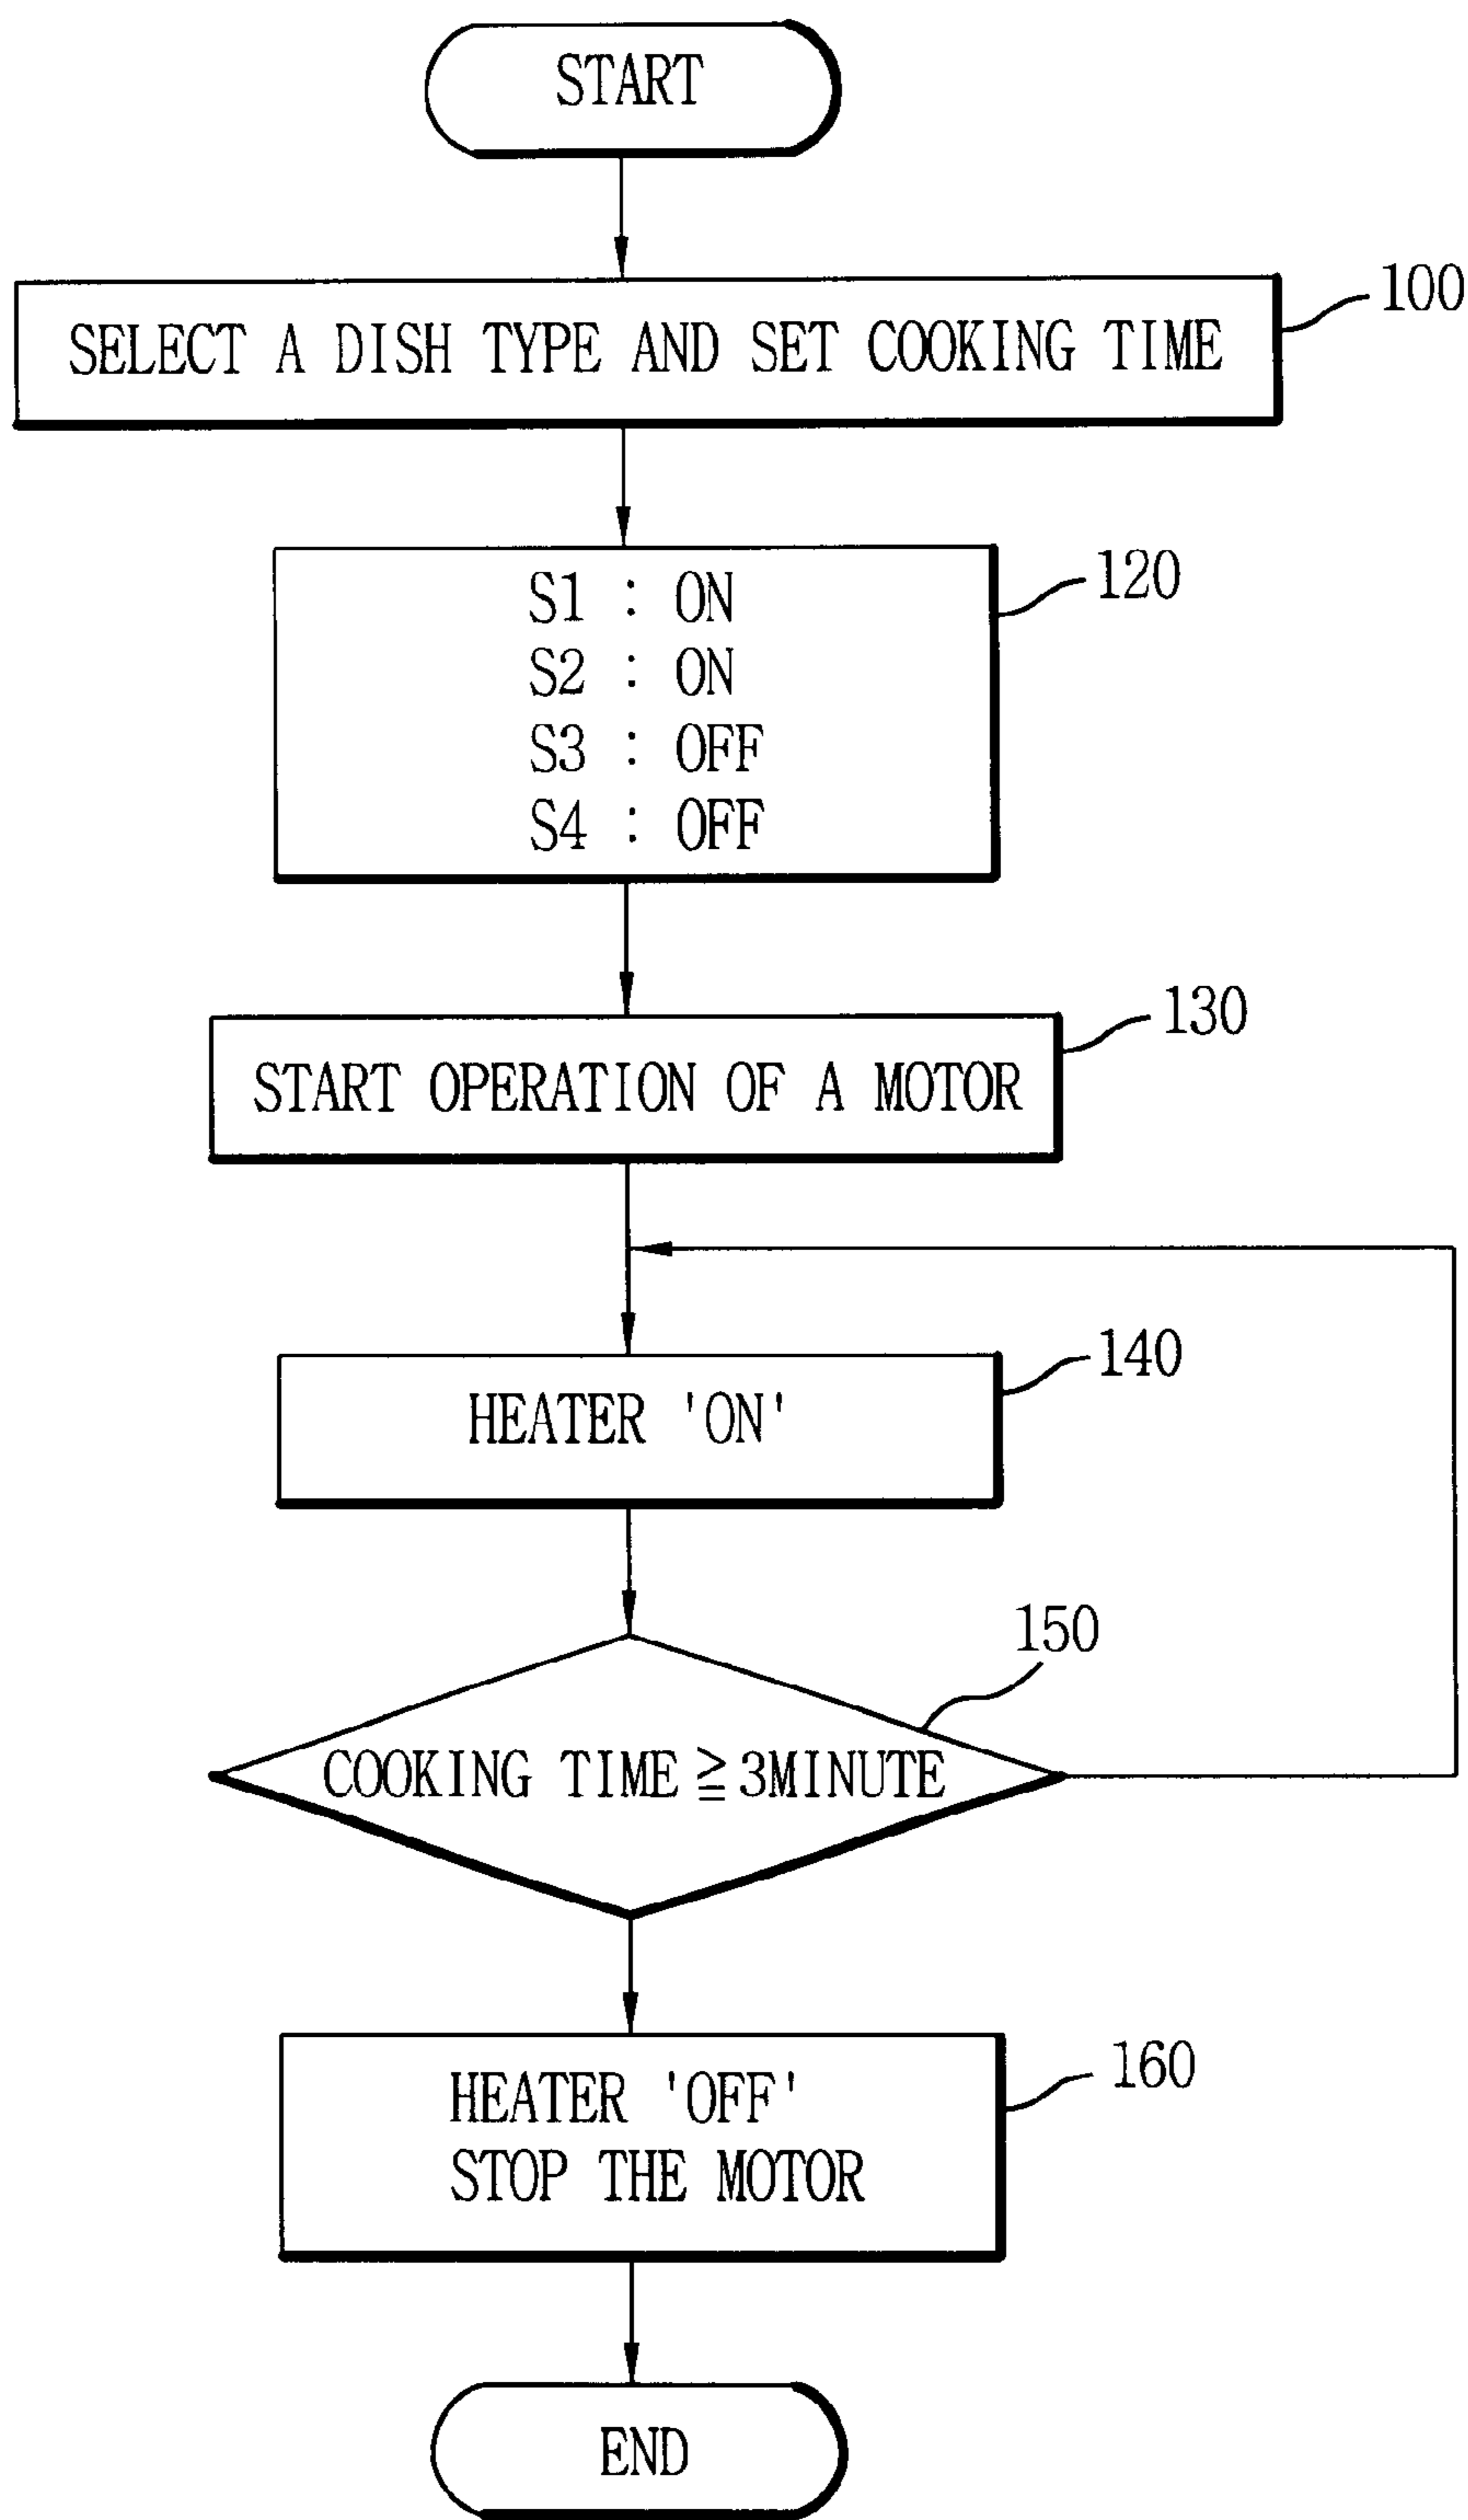 START
SELECT A DISH TYPE AND SET COOKING TIME
100
S1 : ON
120
S2 : ON
S3 : OFF
S4 : OFF
130
START OPERATION OF A MOTOR
140
HEATER 'ON'
150
COOKING TIME ≧ 3MINUTE
160
HEATER 'OFF'
STOP THE MOTOR
END